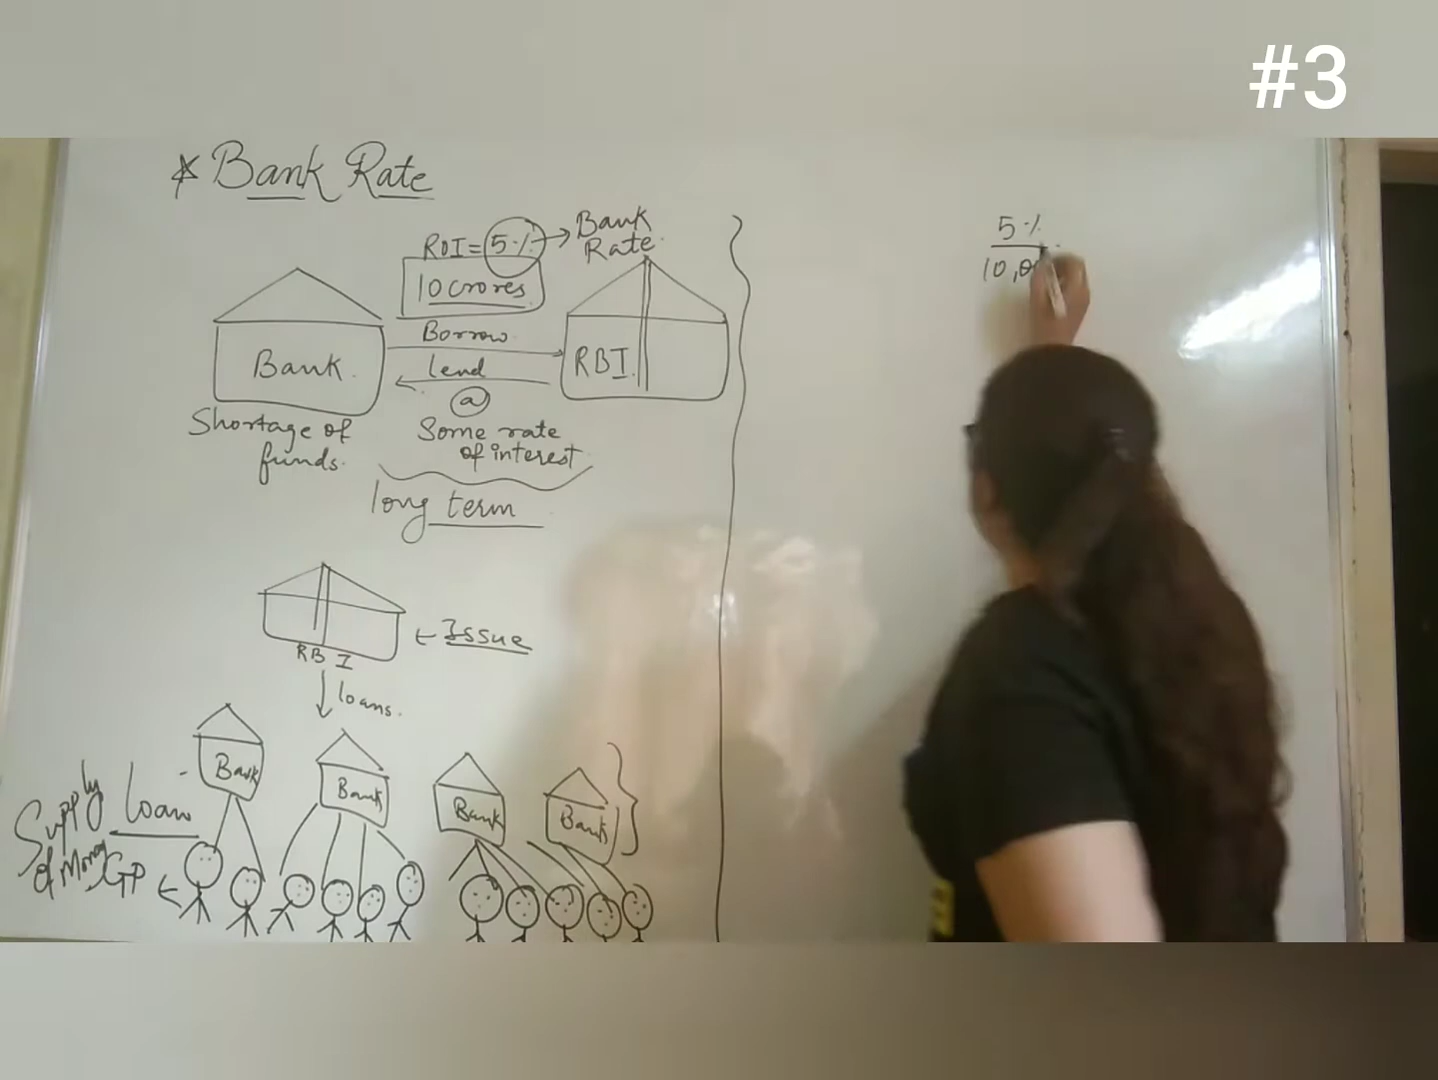 #3
* Bank Rate
ROI = 5% → Bank Rate
10 crores
Borrow
lend
@
Some rate
of interest
long term
Bank
RBI
Shortage of
funds.
RBI
← Issue
↓ loans.
Bank
Bank
Bank
Bank
Supply
of Money
loan
GP ←
5%
10,0